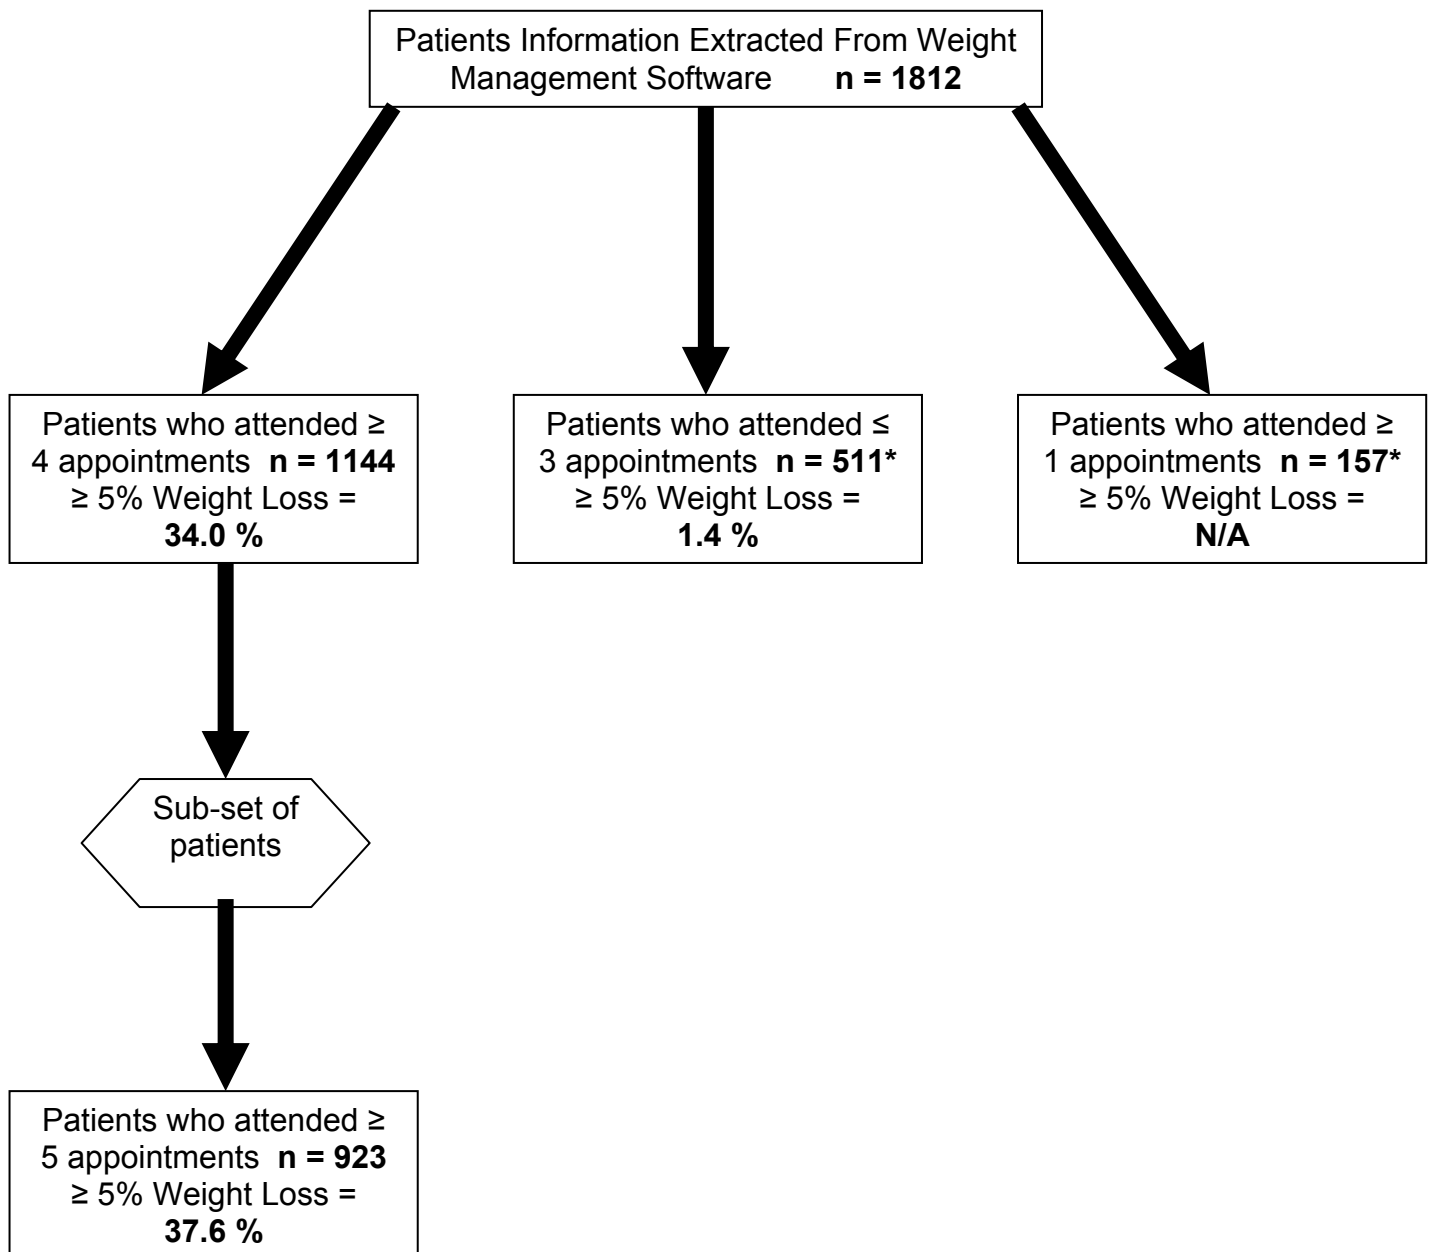 Patients Information Extracted From Weight
Management Software n = 1812
Patients who attended ≥
4 appointments n = 1144
≥ 5% Weight Loss =
34.0 %
Patients who attended ≤
3 appointments n = 511*
≥ 5% Weight Loss =
1.4 %
Patients who attended ≥
1 appointments n = 157*
≥ 5% Weight Loss =
N/A
Sub-set of
patients
Patients who attended ≥
5 appointments n = 923
≥ 5% Weight Loss =
37.6 %